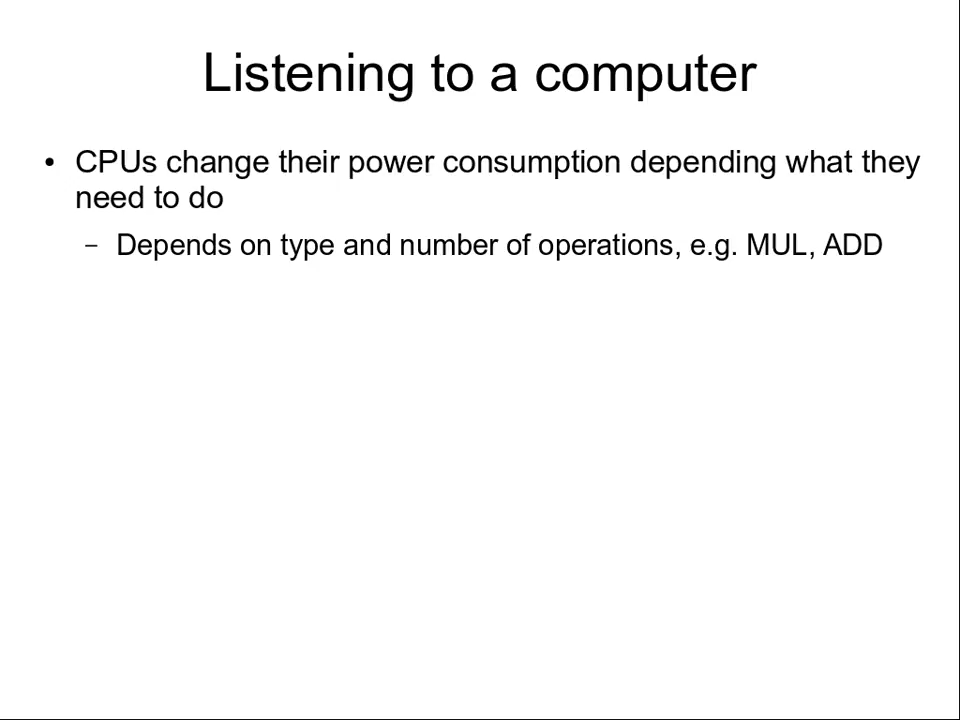 Listening to a computer
• CPUs change their power consumption depending what they
need to do
– Depends on type and number of operations, e.g. MUL, ADD